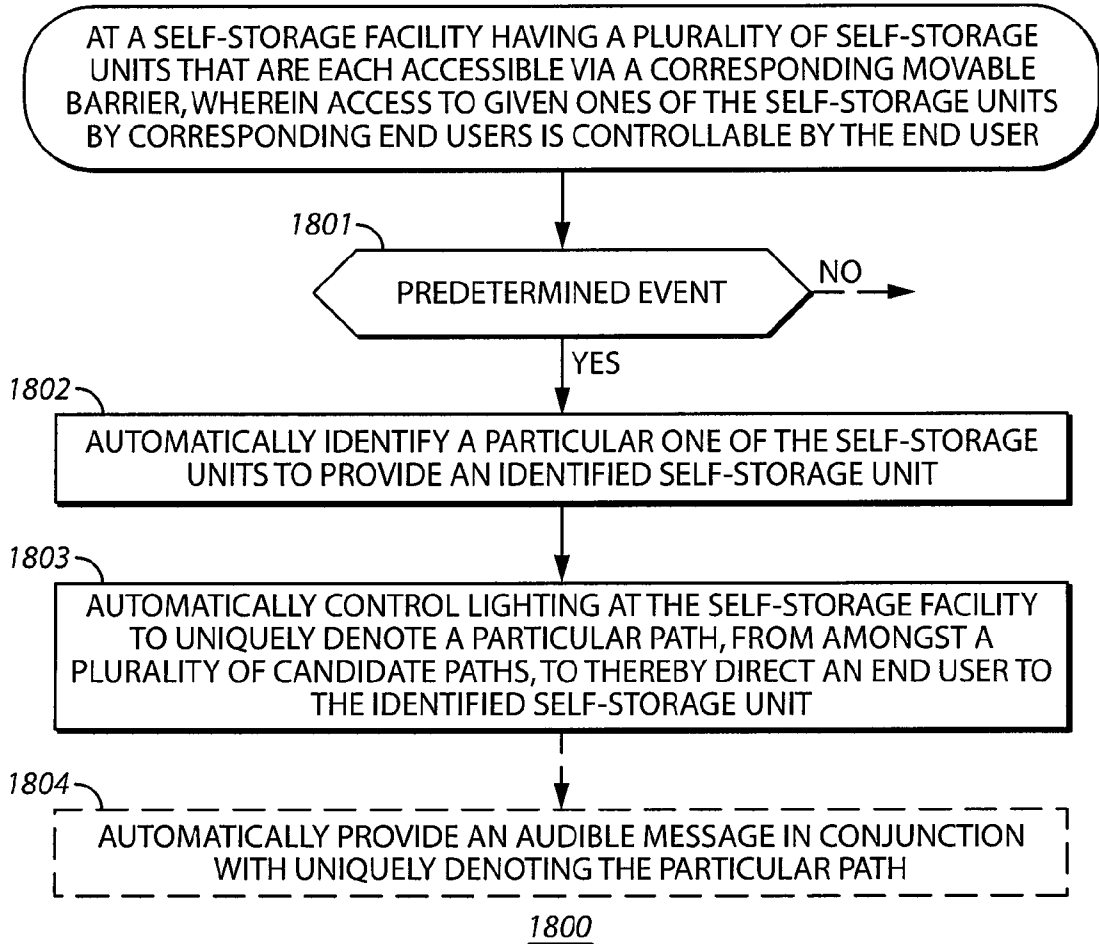 AT A SELF-STORAGE FACILITY HAVING A PLURALITY OF SELF-STORAGE
UNITS THAT ARE EACH ACCESSIBLE VIA A CORRESPONDING MOVABLE
BARRIER, WHEREIN ACCESS TO GIVEN ONES OF THE SELF-STORAGE UNITS
BY CORRESPONDING END USERS IS CONTROLLABLE BY THE END USER
1801
PREDETERMINED EVENT
NO
YES
1802
AUTOMATICALLY IDENTIFY A PARTICULAR ONE OF THE SELF-STORAGE
UNITS TO PROVIDE AN IDENTIFIED SELF-STORAGE UNIT
1803
AUTOMATICALLY CONTROL LIGHTING AT THE SELF-STORAGE FACILITY
TO UNIQUELY DENOTE A PARTICULAR PATH, FROM AMONGST A
PLURALITY OF CANDIDATE PATHS, TO THEREBY DIRECT AN END USER TO
THE IDENTIFIED SELF-STORAGE UNIT
1804
AUTOMATICALLY PROVIDE AN AUDIBLE MESSAGE IN CONJUNCTION
WITH UNIQUELY DENOTING THE PARTICULAR PATH
1800